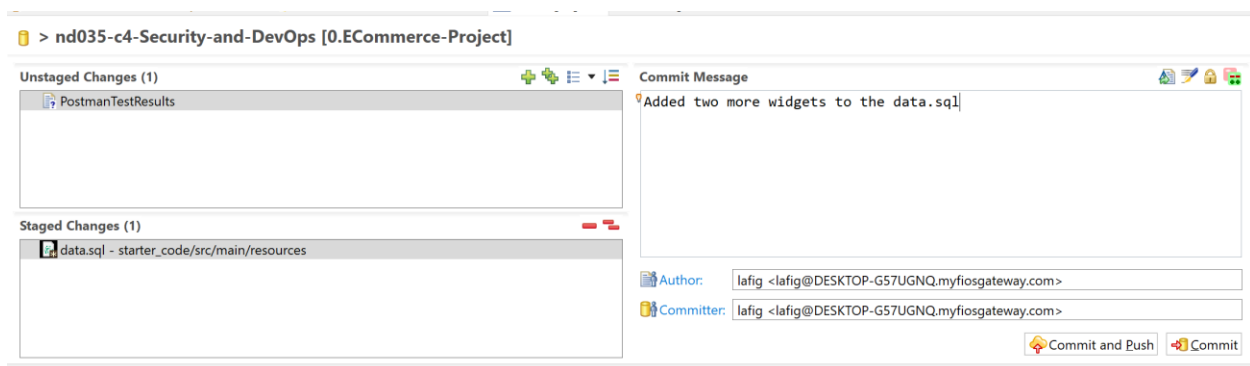 > nd035-c4-Security-and-DevOps [0.ECommerce-Project]
Unstaged Changes (1)
PostmanTestResults
Staged Changes (1)
data.sql - starter_code/src/main/resources
Commit Message
Added two more widgets to the data.sql
Author: lafig <lafig@DESKTOP-G57UGNQ.myfiosgateway.com>
Committer: lafig <lafig@DESKTOP-G57UGNQ.myfiosgateway.com>
Commit and Push Commit